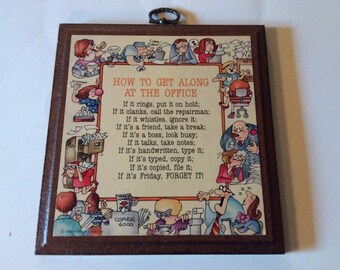 HOW TO GET ALONG
AT THE OFFICE
If it rings, put it on hold;
If it clanks, call the repairman;
If it whistles, ignore it;
If it's a friend, take a break;
If it's a boss, look busy;
If it talks, take notes;
If it's handwritten, type it;
If it's typed, copy it;
If it's copied, file it;
If it's Friday, FORGET IT!
COPIER
6000